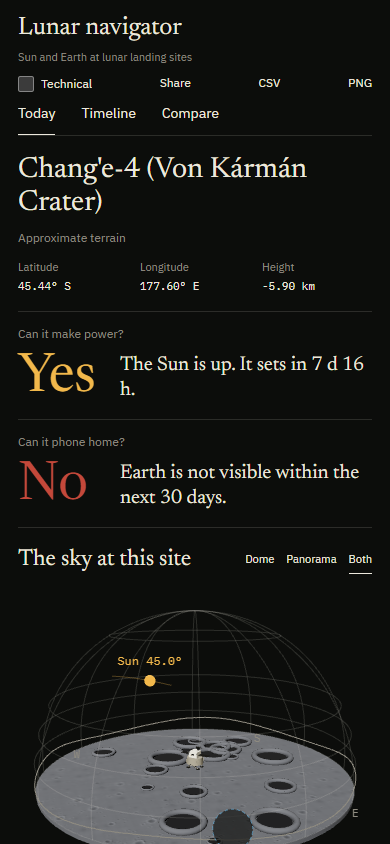 Lunar navigator
Sun and Earth at lunar landing sites
Technical Share CSV PNG
Today Timeline Compare
Chang'e-4 (Von Kármán
Crater)
Approximate terrain
Latitude Longitude Height
45.44° S 177.60° E -5.90 km
Can it make power?
Yes The Sun is up. It sets in 7 d 16
h.
Can it phone home?
No Earth is not visible within the
next 30 days.
The sky at this site Dome Panorama Both
Sun 45.0°
E